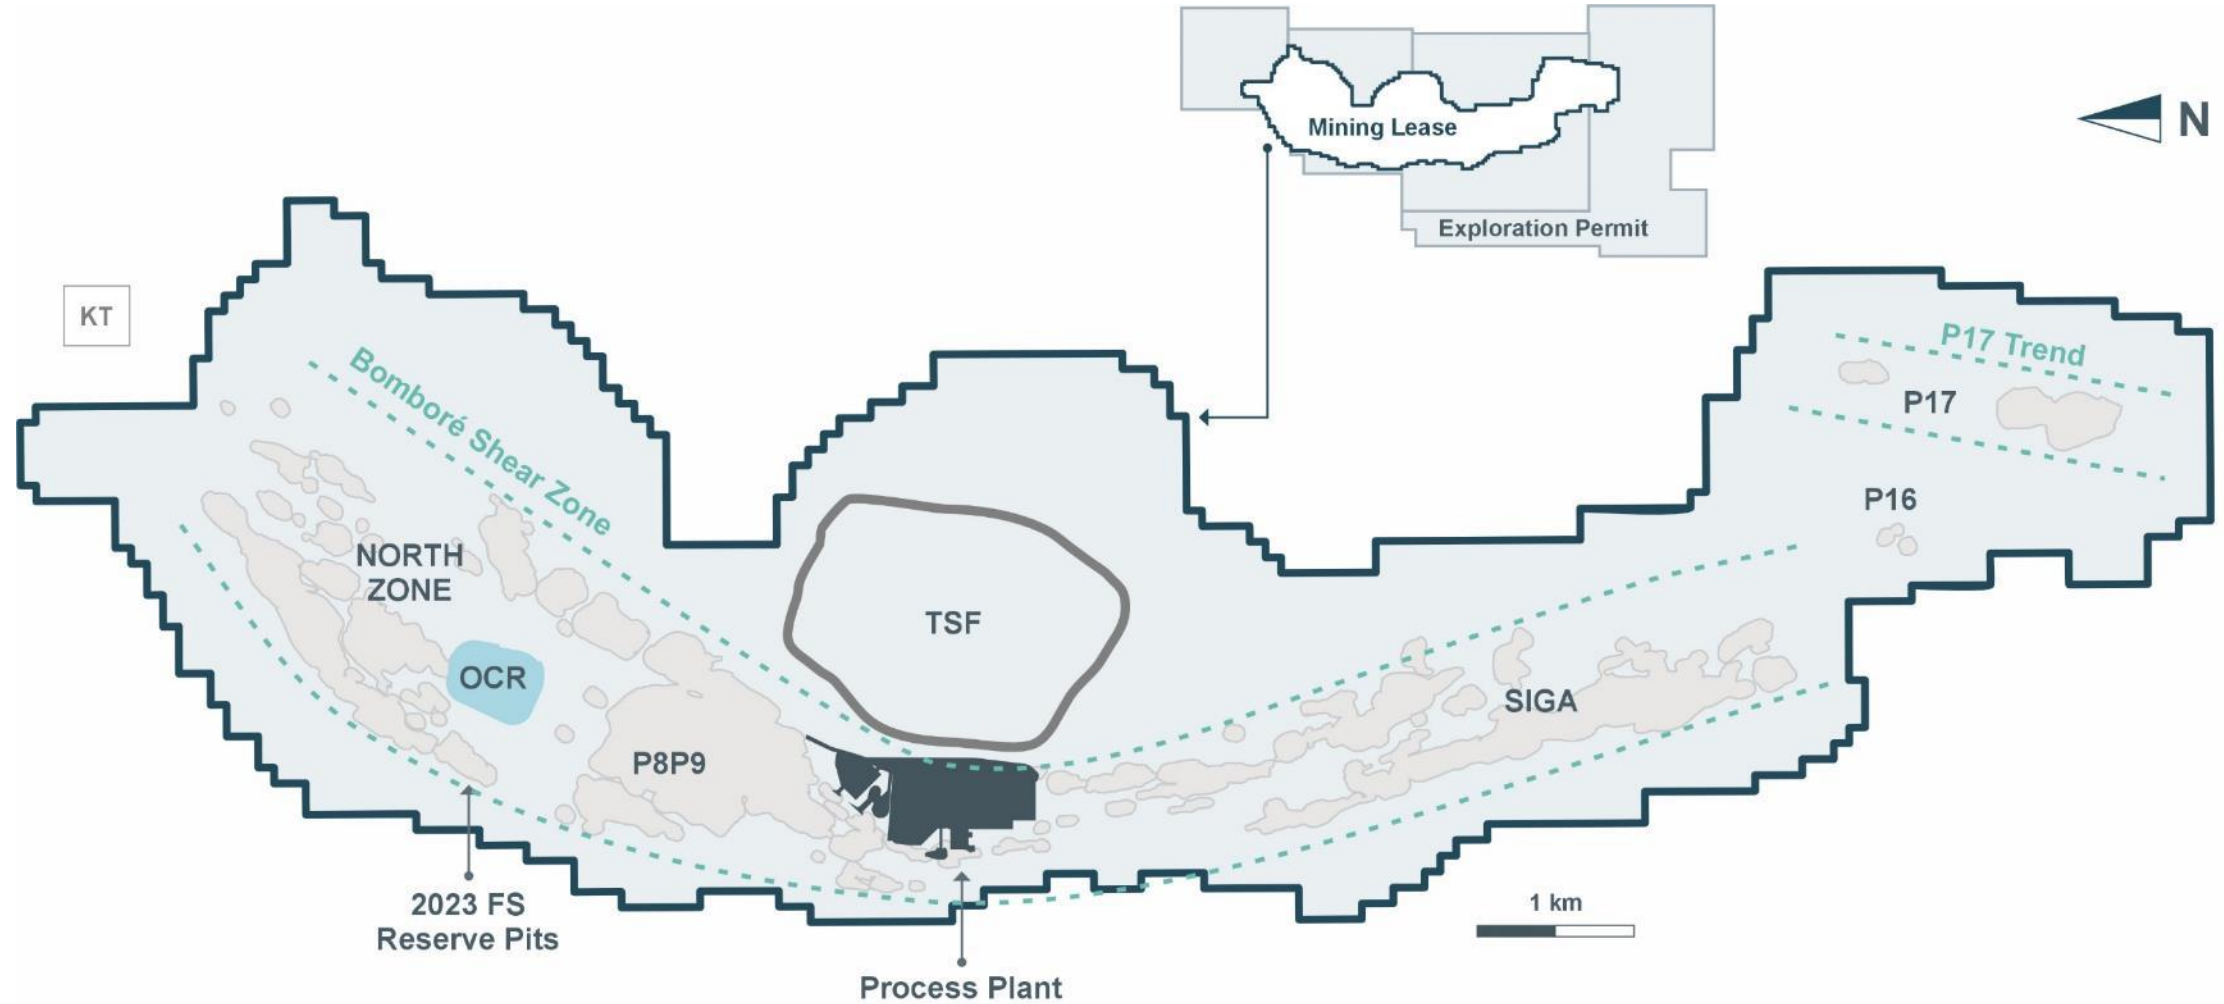 Mining Lease
N
Exploration Permit
KT
P17 Trend
Bomboré Shear Zone
P17
P16
NORTH
ZONE
TSF
OCR
SIGA
P8P9
2023 FS
Reserve Pits
1 km
Process Plant